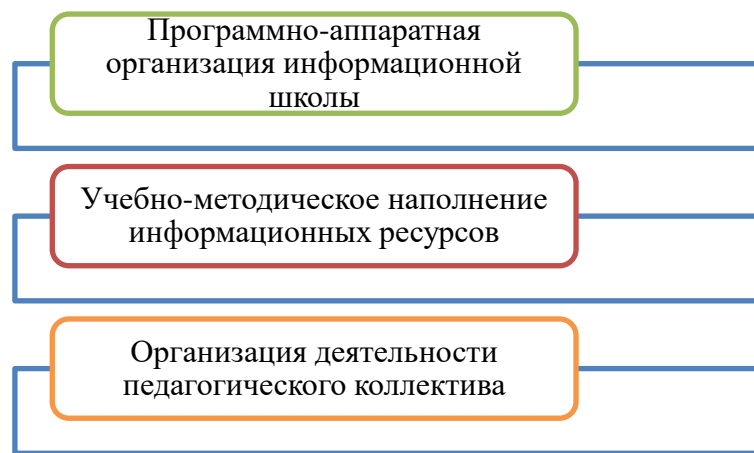 Программно-аппаратная
организация информационной
школы
Учебно-методическое наполнение
информационных ресурсов
Организация деятельности
педагогического коллектива